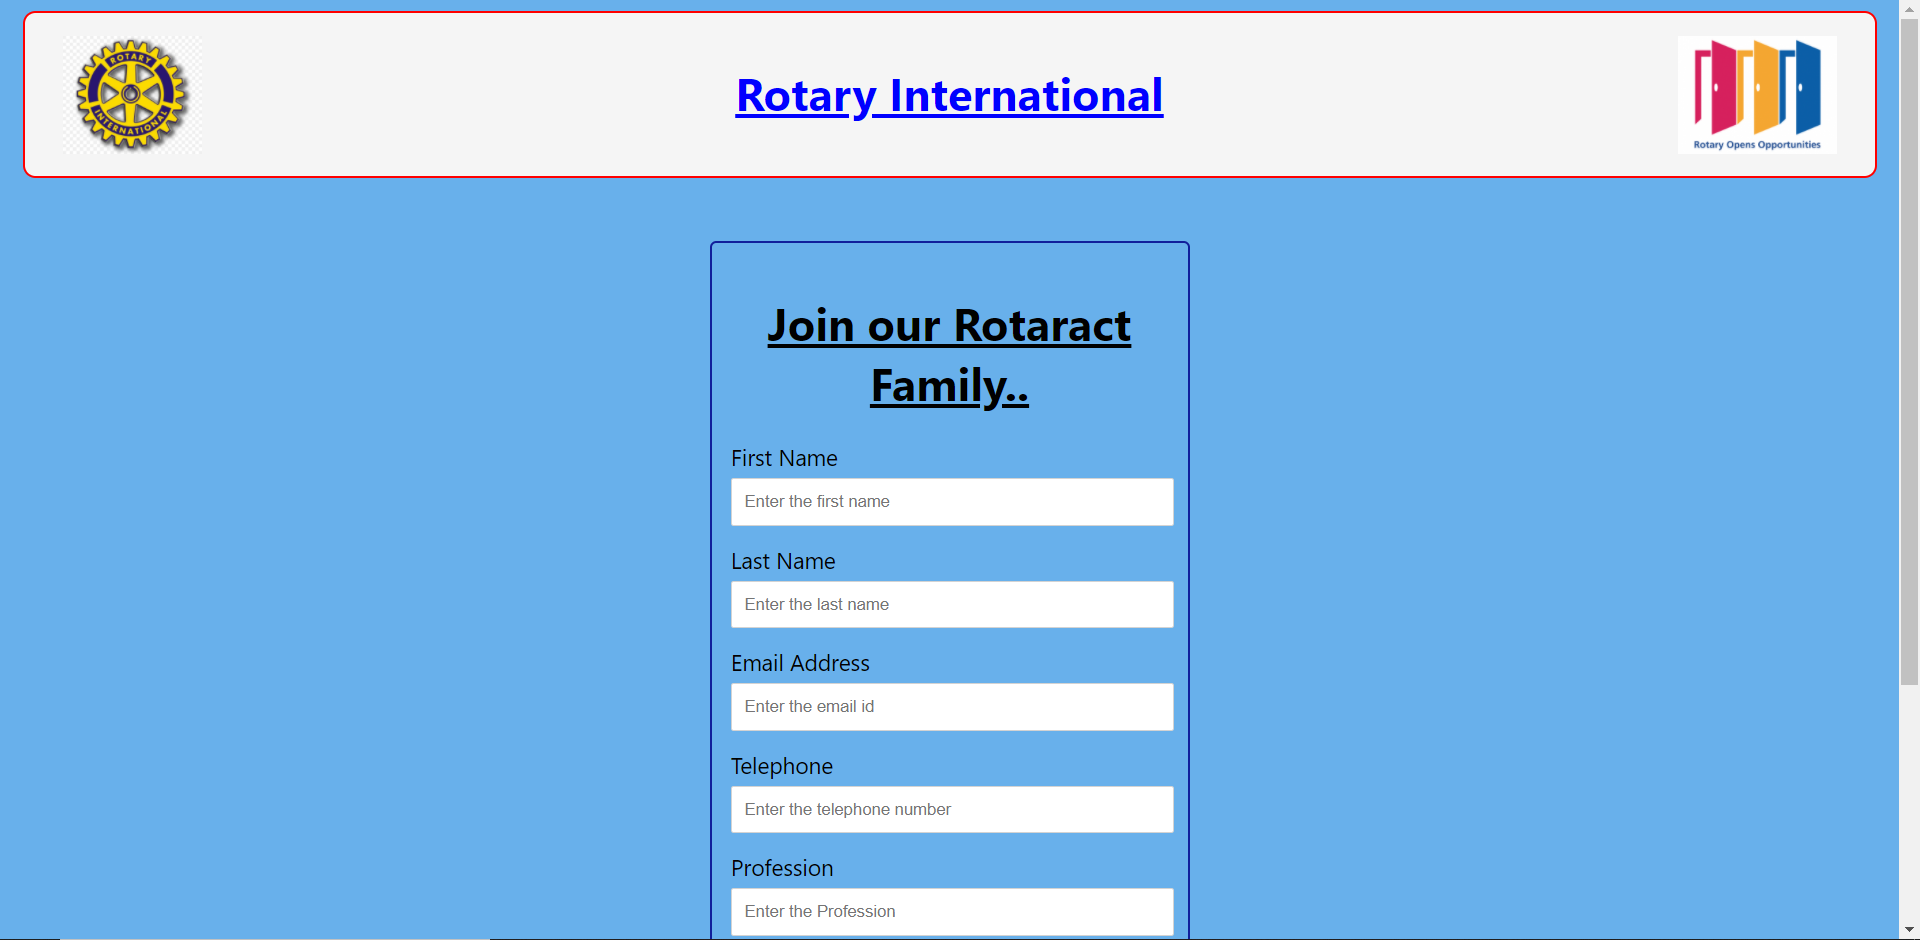 ROTARY
INTERNATIONAL
Rotary International
Rotary Opens Opportunities
Join our Rotaract
Family..
First Name
Enter the first name
Last Name
Enter the last name
Email Address
Enter the email id
Telephone
Enter the telephone number
Profession
Enter the Profession